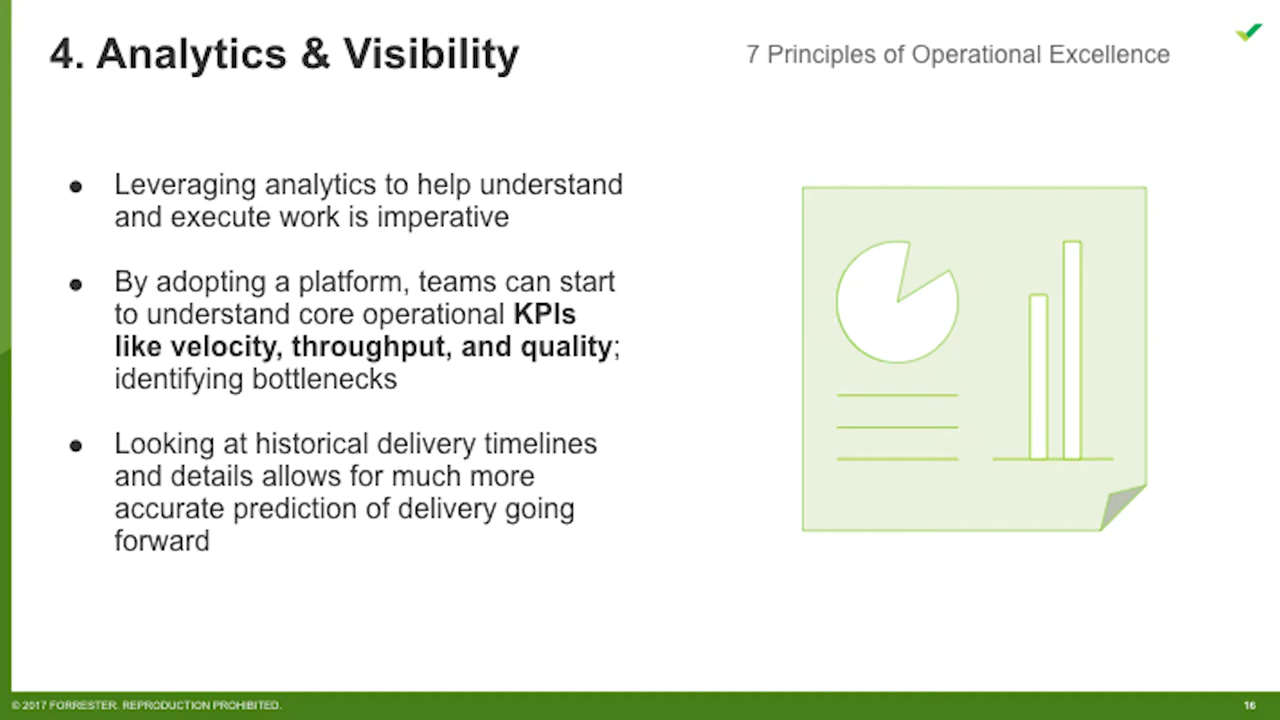 4. Analytics & Visibility
7 Principles of Operational Excellence
● Leveraging analytics to help understand
and execute work is imperative
● By adopting a platform, teams can start
to understand core operational KPIs
like velocity, throughput, and quality;
identifying bottlenecks
● Looking at historical delivery timelines
and details allows for much more
accurate prediction of delivery going
forward
© 2017 FORRESTER. REPRODUCTION PROHIBITED.
16